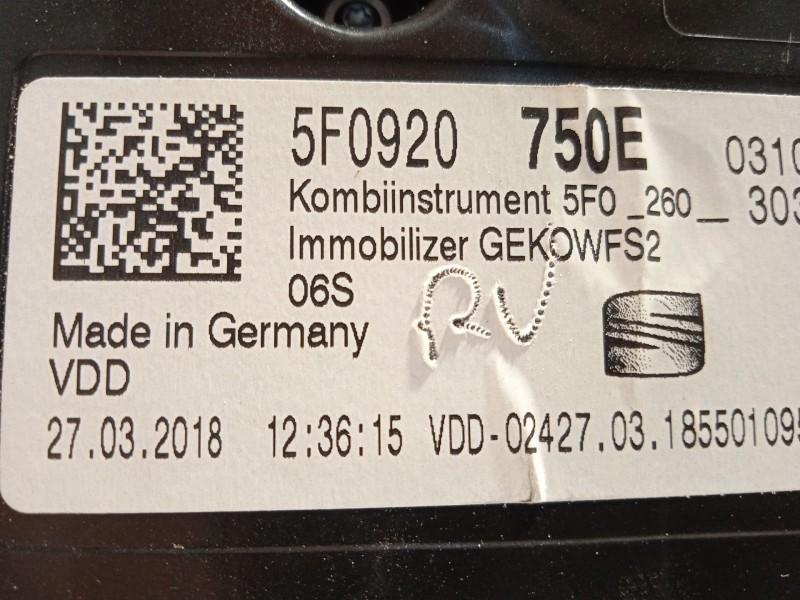 5F0920 750E 0310
Kombiinstrument 5F0 _260_ 303
Immobilizer GEKOWFS2
06S
RV
Made in Germany
VDD
27.03.2018 12:36:15 VDD-02427.03.185501095